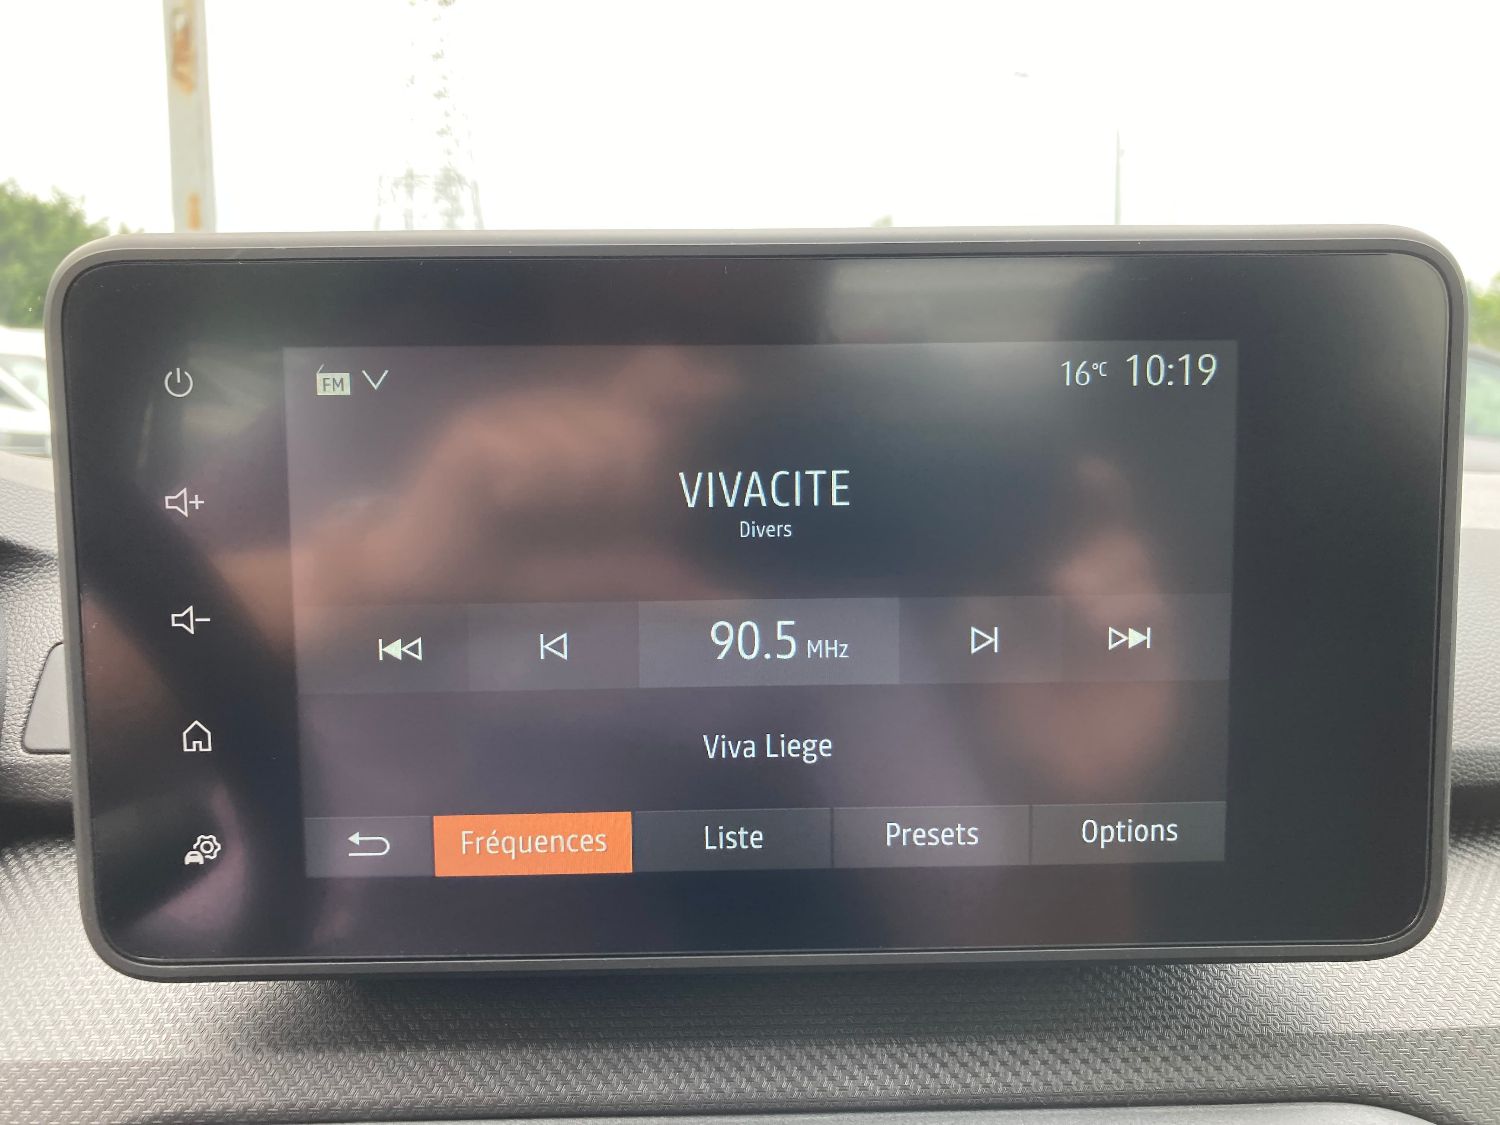 FM
16°C 10:19
VIVACITE
Divers
90.5 MHz
Viva Liege
Fréquences Liste Presets Options